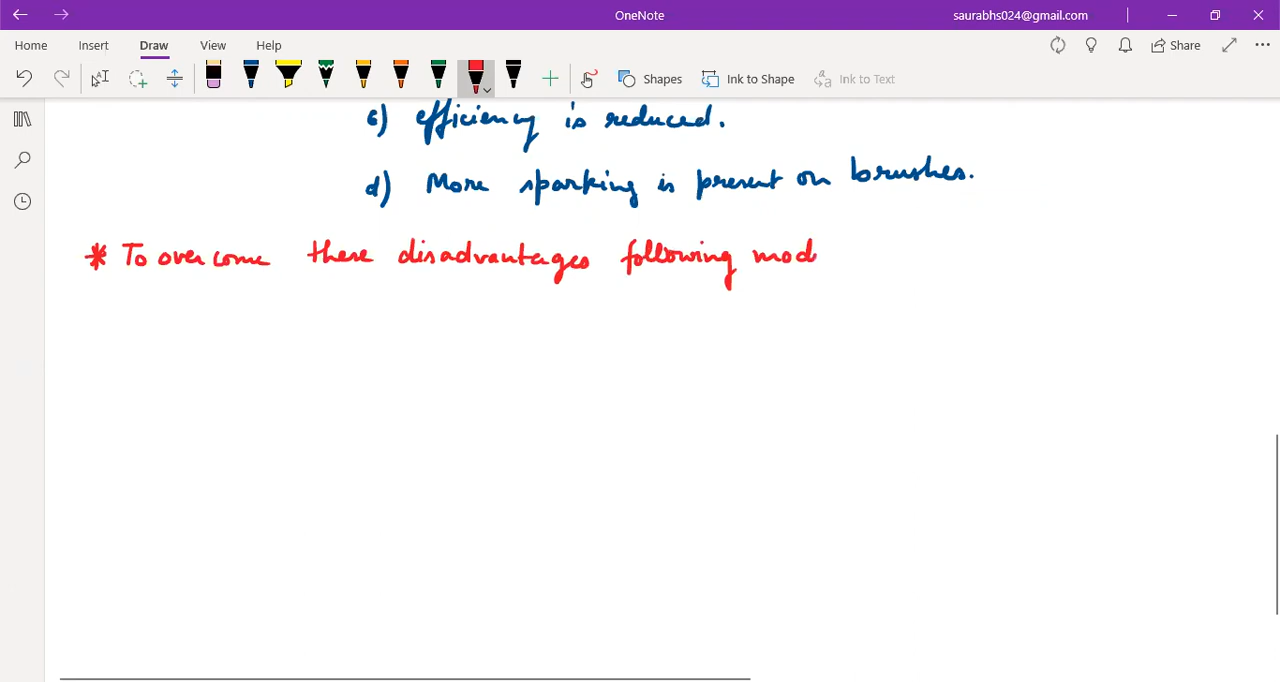 OneNote
saurabhs024@gmail.com
Home Insert Draw View Help
Share
Shapes Ink to Shape Ink to Text
c) efficiency is reduced.
d) More sparking is present on brushes.
* To overcome these disadvantages following mod